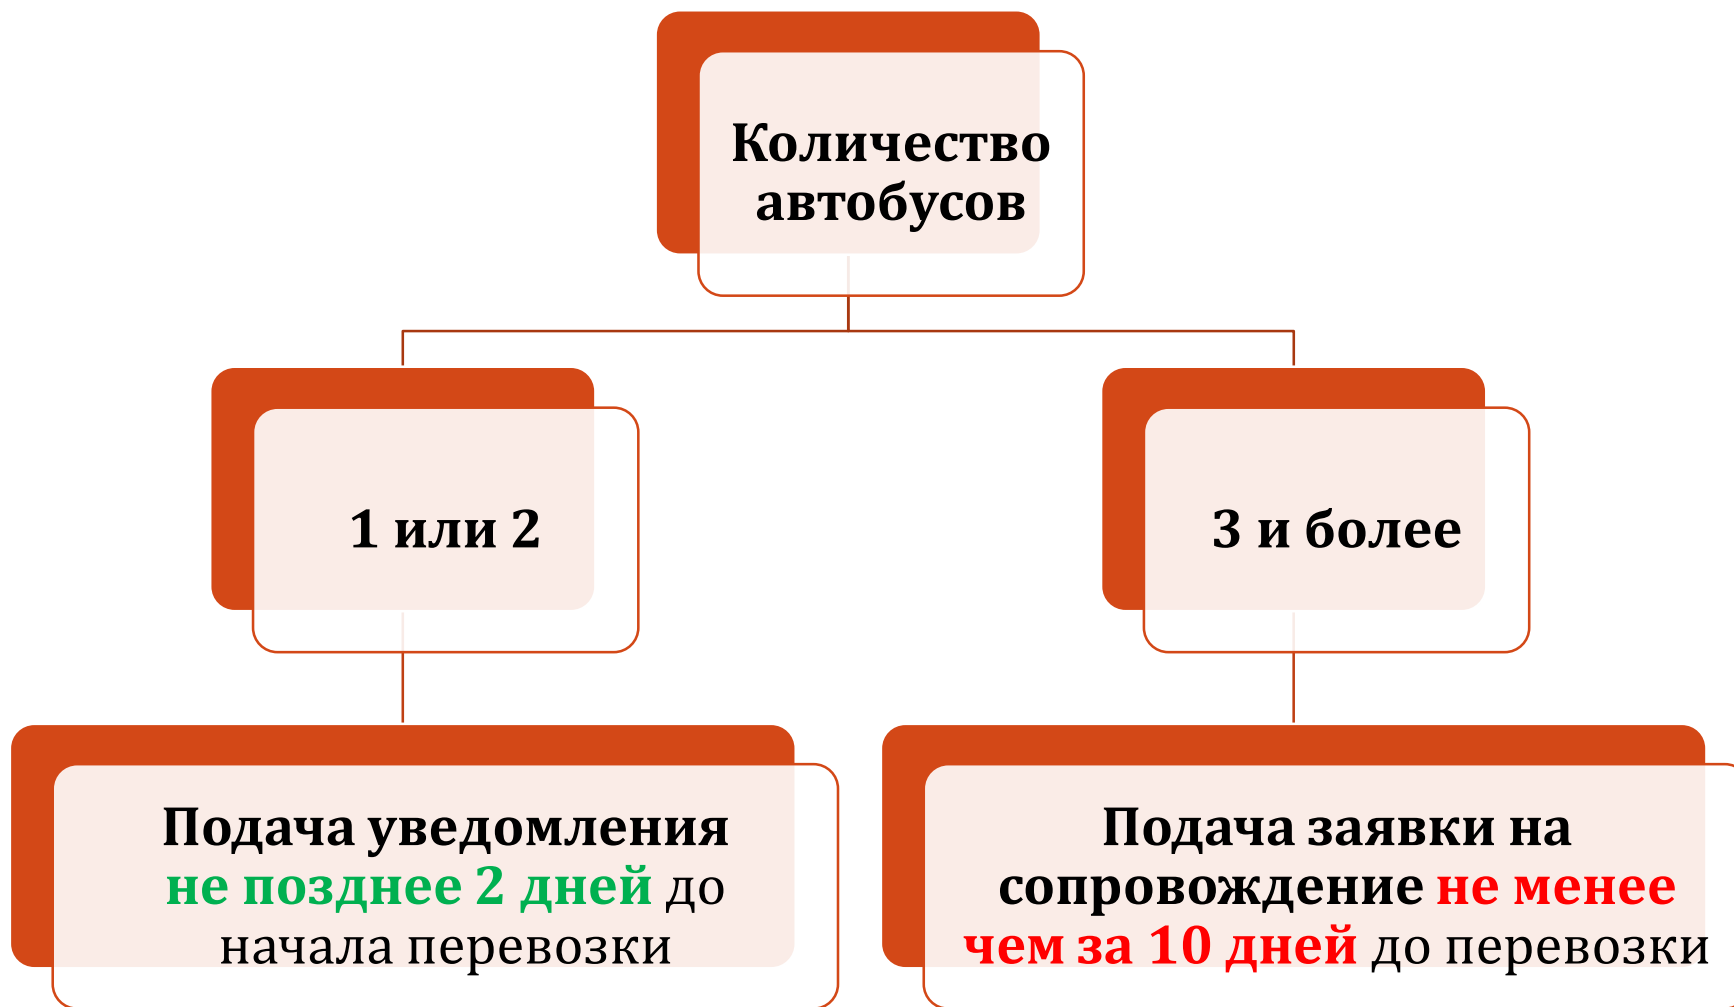 Количество
автобусов
1 или 2
3 и более
Подача уведомления
не позднее 2 дней до
начала перевозки
Подача заявки на
сопровождение не менее
чем за 10 дней до перевозки